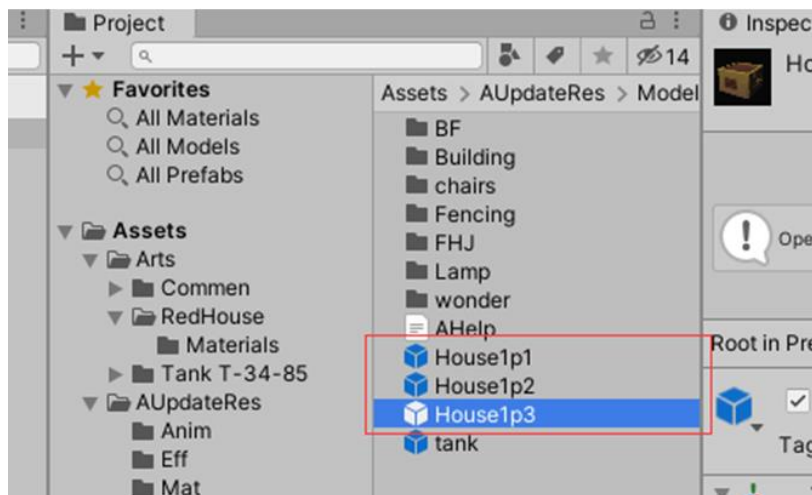 Project
14
Favorites
All Materials
All Models
All Prefabs
Assets
Arts
Commen
RedHouse
Materials
Tank T-34-85
AUpdateRes
Anim
Eff
Mat
Assets > AUpdateRes > Model
BF
Building
chairs
Fencing
FHJ
Lamp
wonder
AHelp
House1p1
House1p2
House1p3
tank
Inspec
Ho
Ope
Root in Pre
Tag